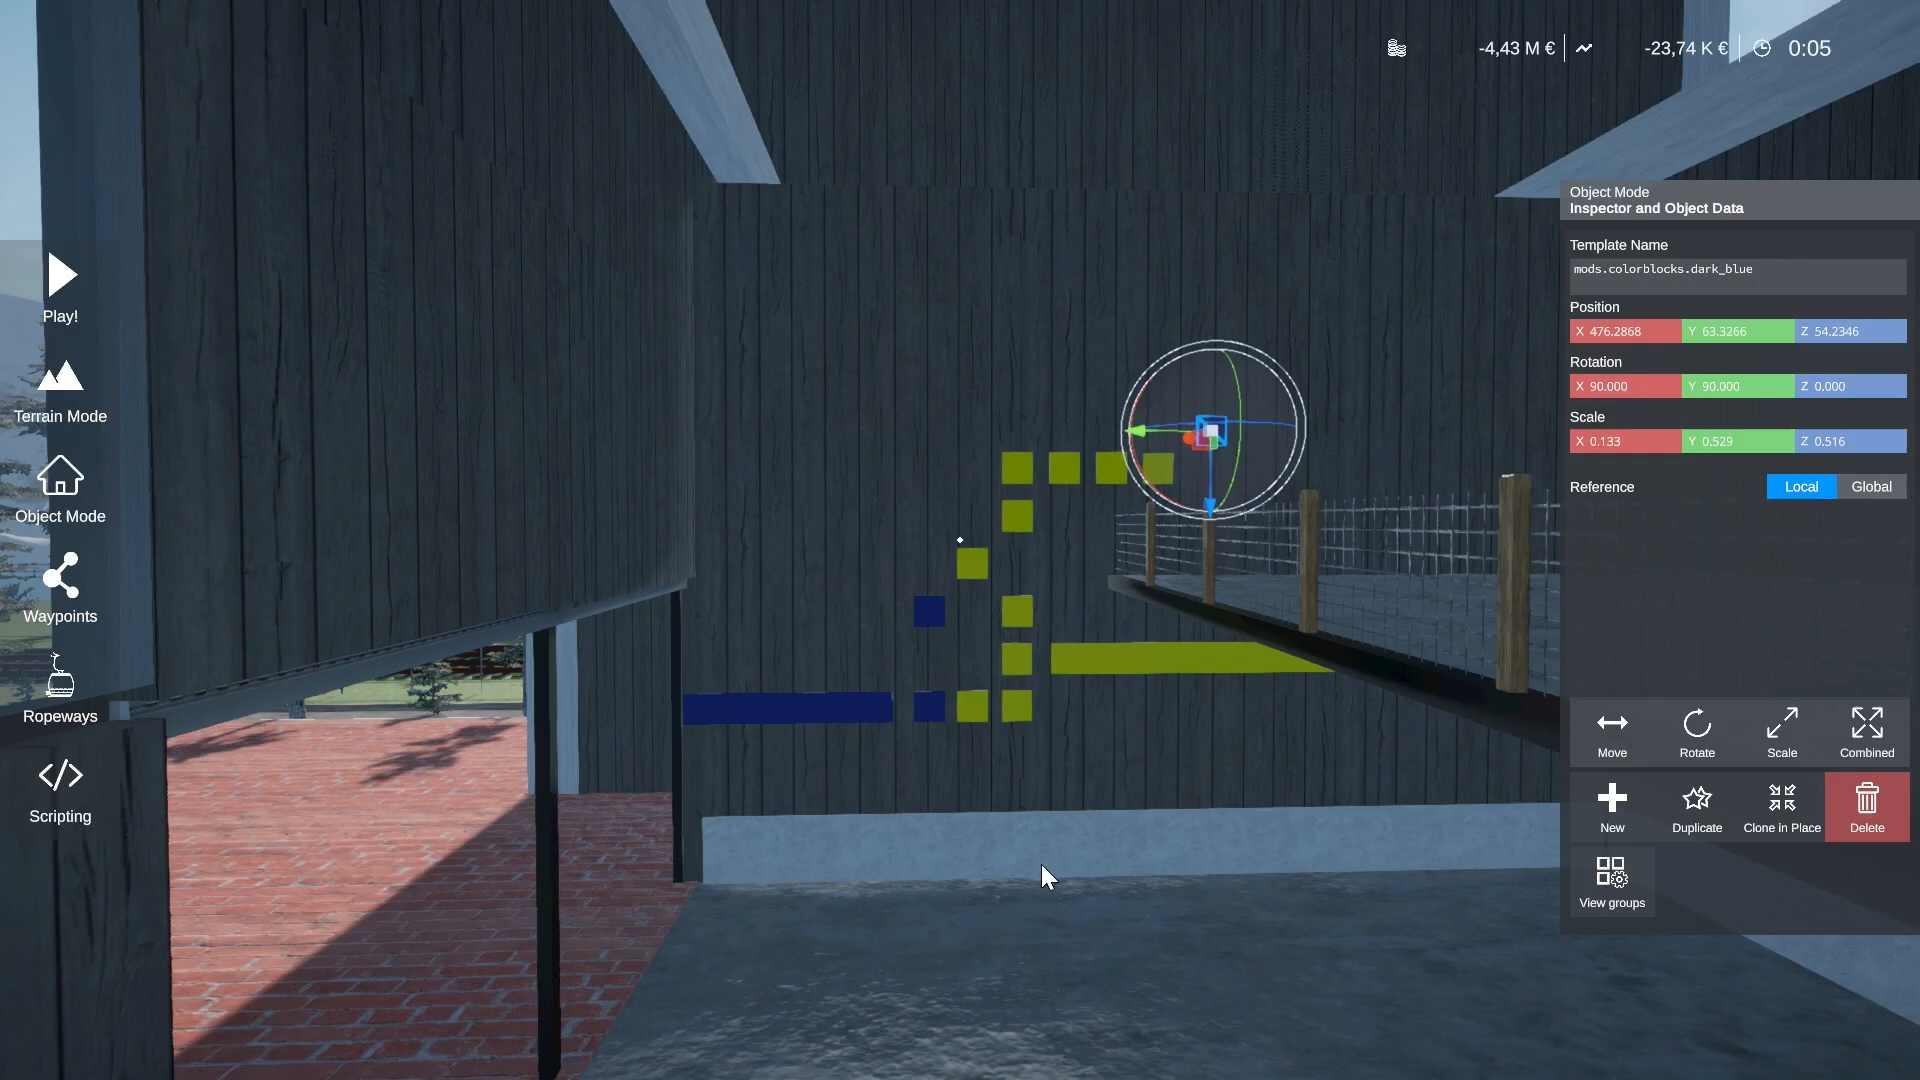 -4,43 M €
-23,74 K €
0:05
Object Mode
Inspector and Object Data
Template Name
mods.colorblocks.dark_blue
Position
X 476.2868 Y 63.3266 Z 54.2346
Rotation
X 90.000 Y 90.000 Z 0.000
Scale
X 0.133 Y 0.529 Z 0.516
Reference Local Global
Move Rotate Scale Combined
New Duplicate Clone in Place Delete
View groups
Play!
Terrain Mode
Object Mode
Waypoints
Ropeways
Scripting